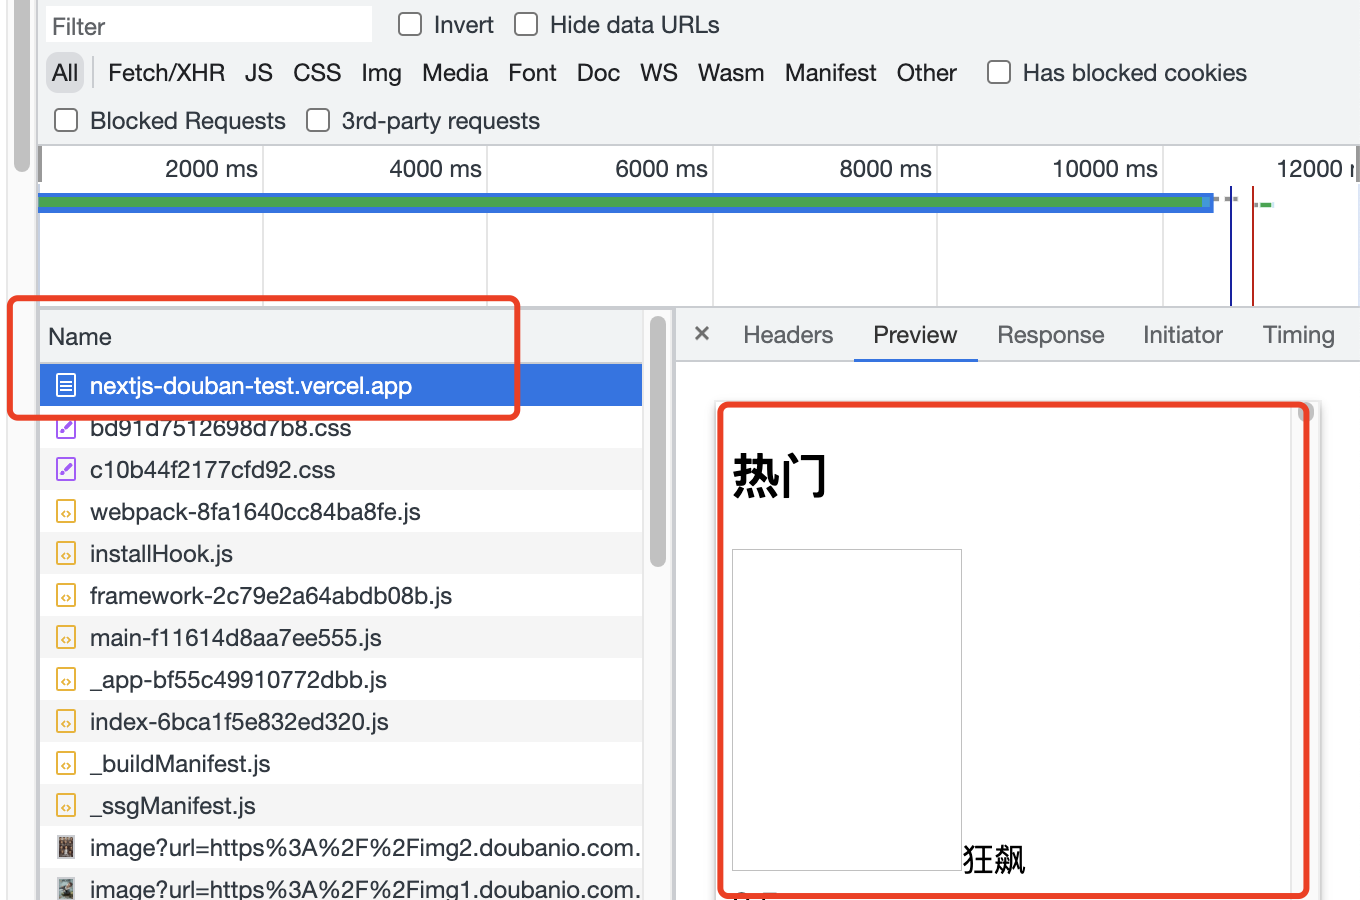 Filter
Invert
Hide data URLs
All
Fetch/XHR
JS
CSS
Img
Media
Font
Doc
WS
Wasm
Manifest
Other
Has blocked cookies
Blocked Requests
3rd-party requests
2000 ms
4000 ms
6000 ms
8000 ms
10000 ms
12000
Name
nextjs-douban-test.vercel.app
bd91d7512698d7b8.css
c10b44f2177cfd92.css
webpack-8fa1640cc84ba8fe.js
installHook.js
framework-2c79e2a64abdb08b.js
main-f11614d8aa7ee555.js
_app-bf55c49910772dbb.js
index-6bca1f5e832ed320.js
_buildManifest.js
_ssgManifest.js
image?url=https%3A%2F%2Fimg2.doubanio.com.
image?url=https%3A%2F%2Fimg1.doubanio.com.
×
Headers
Preview
Response
Initiator
Timing
热门
狂飙